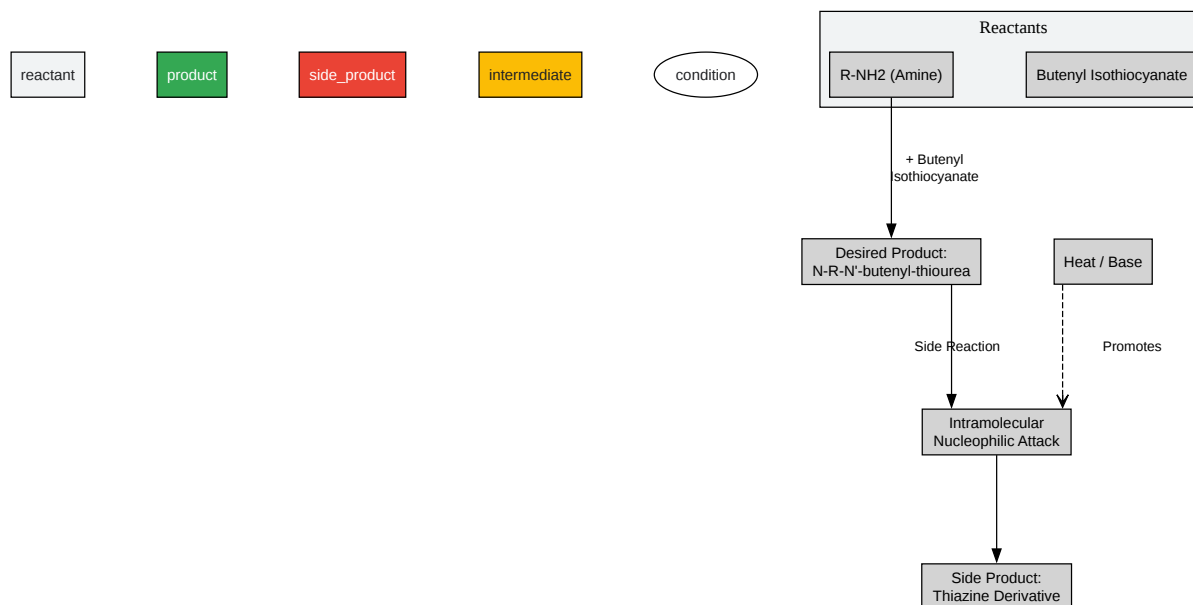 Reactants
reactant
product
side_product
intermediate
condition
R-NH2 (Amine)
Butenyl Isothiocyanate
+ Butenyl
Isothiocyanate
Desired Product:
N-R-N'-butenyl-thiourea
Heat / Base
Side Reaction
Promotes
Intramolecular
Nucleophilic Attack
Side Product:
Thiazine Derivative